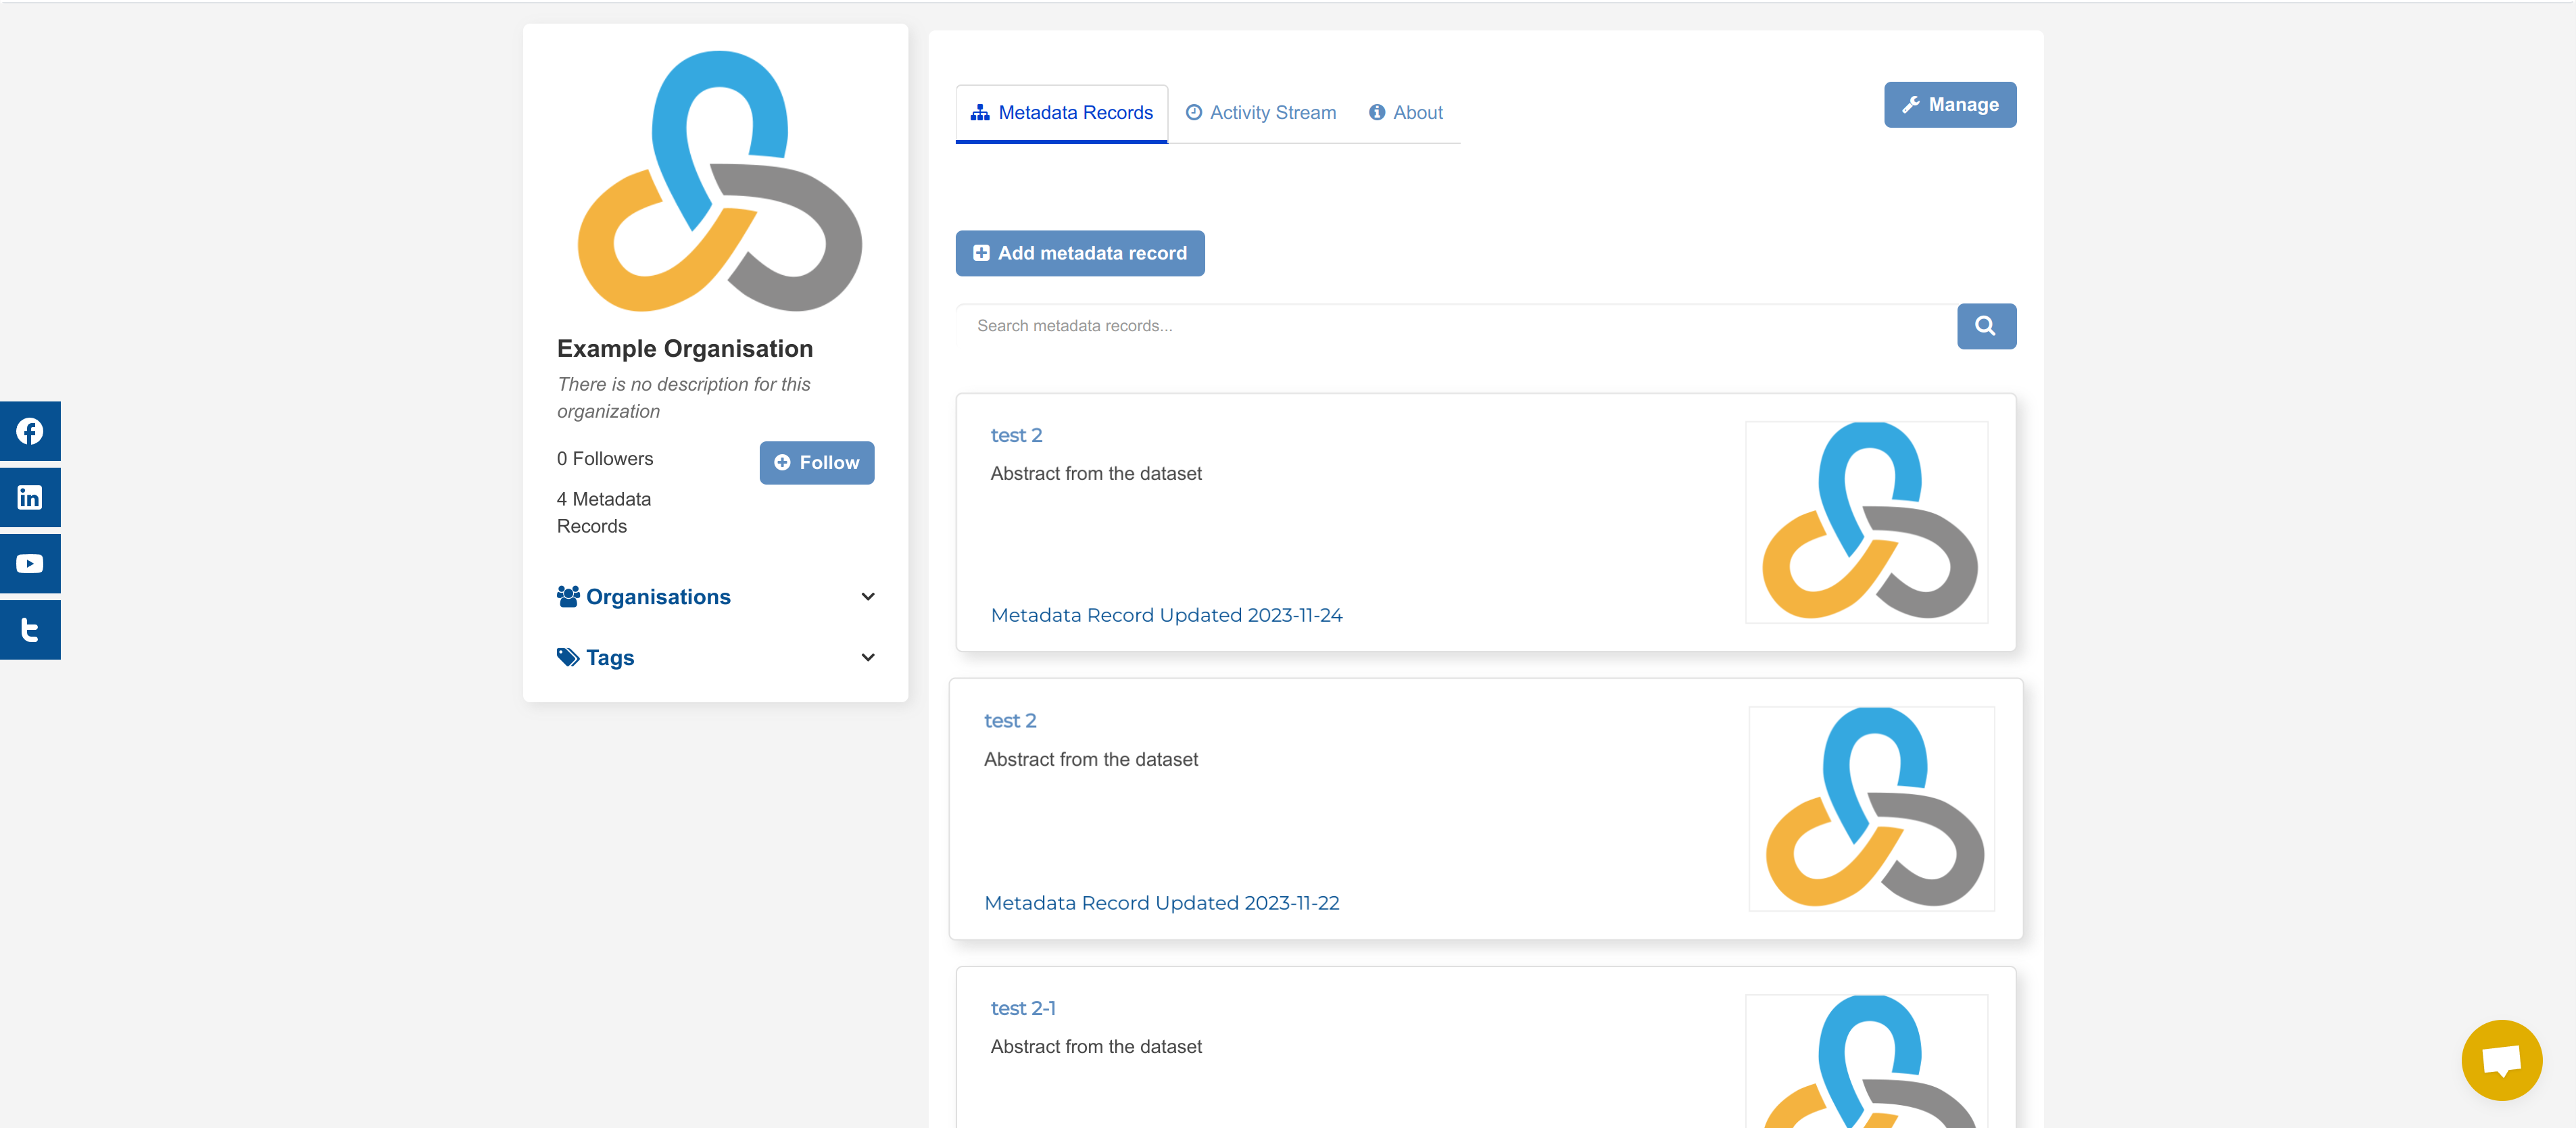 Example Organisation
There is no description for this
organization
0 Followers
Follow
4 Metadata
Records
Organisations
Tags
Metadata Records
Activity Stream
About
Manage
Add metadata record
Search metadata records...
test 2
Abstract from the dataset
Metadata Record Updated 2023-11-24
test 2
Abstract from the dataset
Metadata Record Updated 2023-11-22
test 2-1
Abstract from the dataset